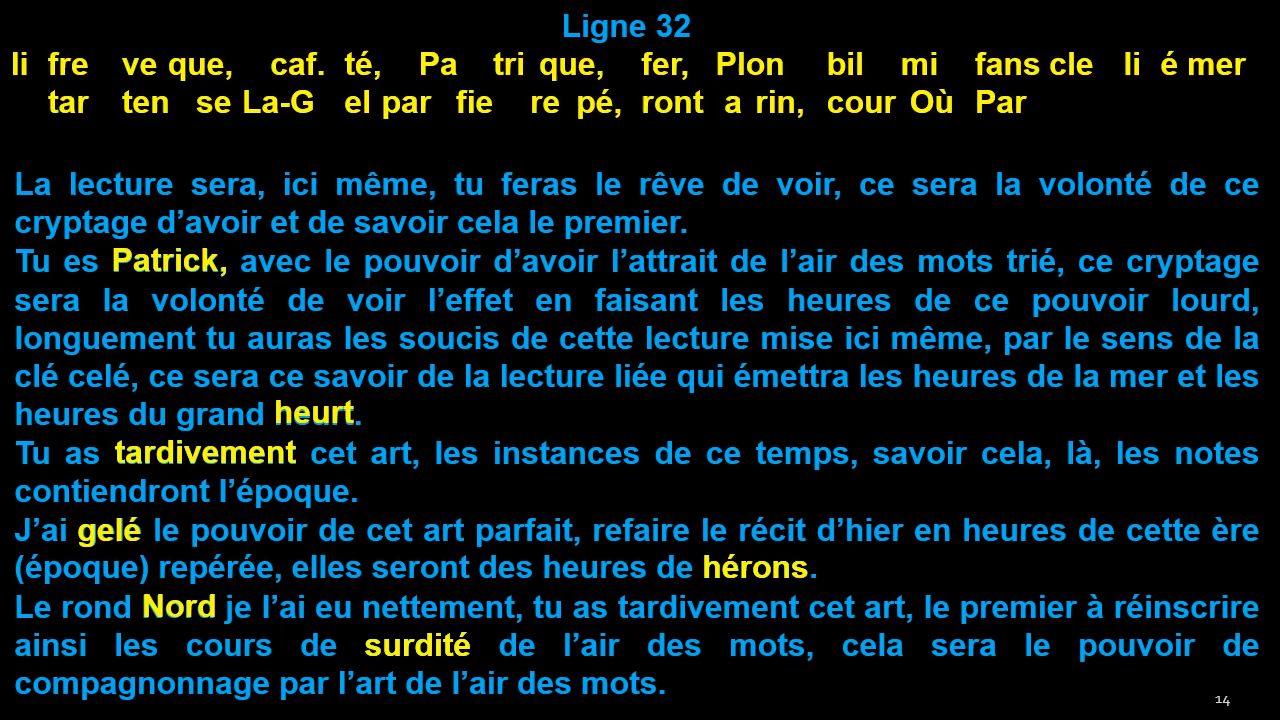 Ligne 32
li fre ve que, caf. té, Pa tri que, fer, Plon bil mi fans cle li é mer
tar ten se La-G el par fie re pé, ront a rin, cour Où Par
La lecture sera, ici même, tu feras le rêve de voir, ce sera la volonté de ce
cryptage d’avoir et de savoir cela le premier.
Tu es Patrick, avec le pouvoir d’avoir l’attrait de l’air des mots trié, ce cryptage
sera la volonté de voir l’effet en faisant les heures de ce pouvoir lourd,
longuement tu auras les soucis de cette lecture mise ici même, par le sens de la
clé celé, ce sera ce savoir de la lecture liée qui émettra les heures de la mer et les
heures du grand heurt.
Tu as tardivement cet art, les instances de ce temps, savoir cela, là, les notes
contiendront l’époque.
J’ai gelé le pouvoir de cet art parfait, refaire le récit d’hier en heures de cette ère
(époque) repérée, elles seront des heures de hérons.
Le rond Nord je l’ai eu nettement, tu as tardivement cet art, le premier à réinscrire
ainsi les cours de surdité de l’air des mots, cela sera le pouvoir de
compagnonnage par l’art de l’air des mots.
14